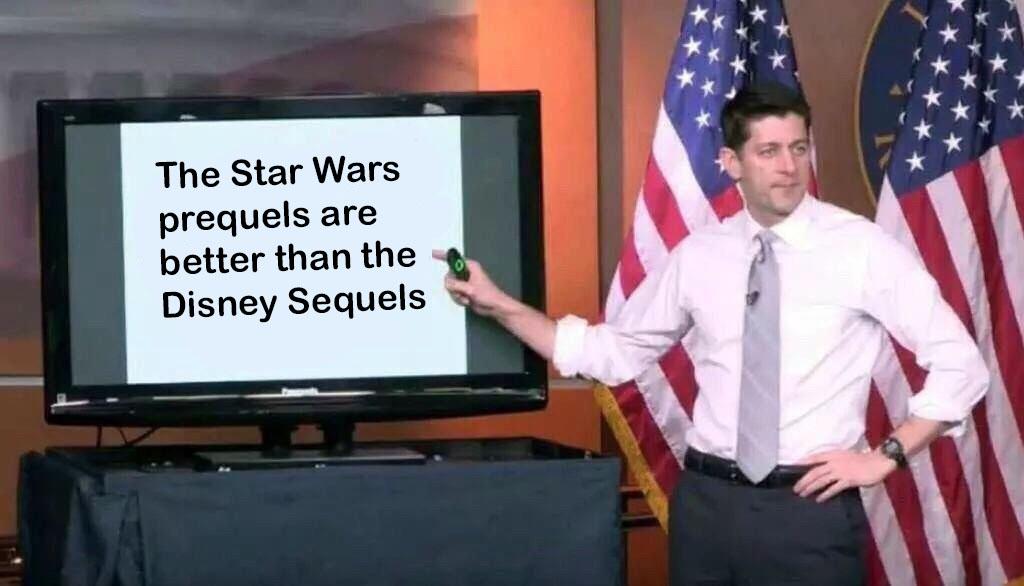 The Star Wars
prequels are
better than the
Disney Sequels